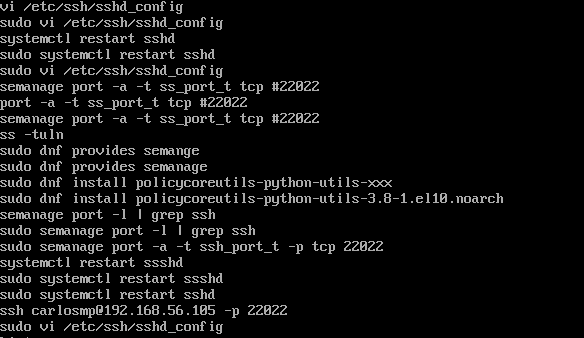 vi /etc/ssh/sshd_config
sudo vi /etc/ssh/sshd_config
systemctl restart sshd
sudo systemctl restart sshd
sudo vi /etc/ssh/sshd_config
semanage port -a -t ss_port_t tcp #22022
port -a -t ss_port_t tcp #22022
semanage port -a -t ss_port_t tcp #22022
ss -tuln
sudo dnf provides semange
sudo dnf provides semanage
sudo dnf install policycoreutils-python-utils-xxx
sudo dnf install policycoreutils-python-utils-3.8-1.el10.noarch
semanage port -l | grep ssh
sudo semanage port -l | grep ssh
sudo semanage port -a -t ssh_port_t -p tcp 22022
systemctl restart ssshd
sudo systemctl restart ssshd
sudo systemctl restart sshd
ssh carlosmp@192.168.56.105 -p 22022
sudo vi /etc/ssh/sshd_config